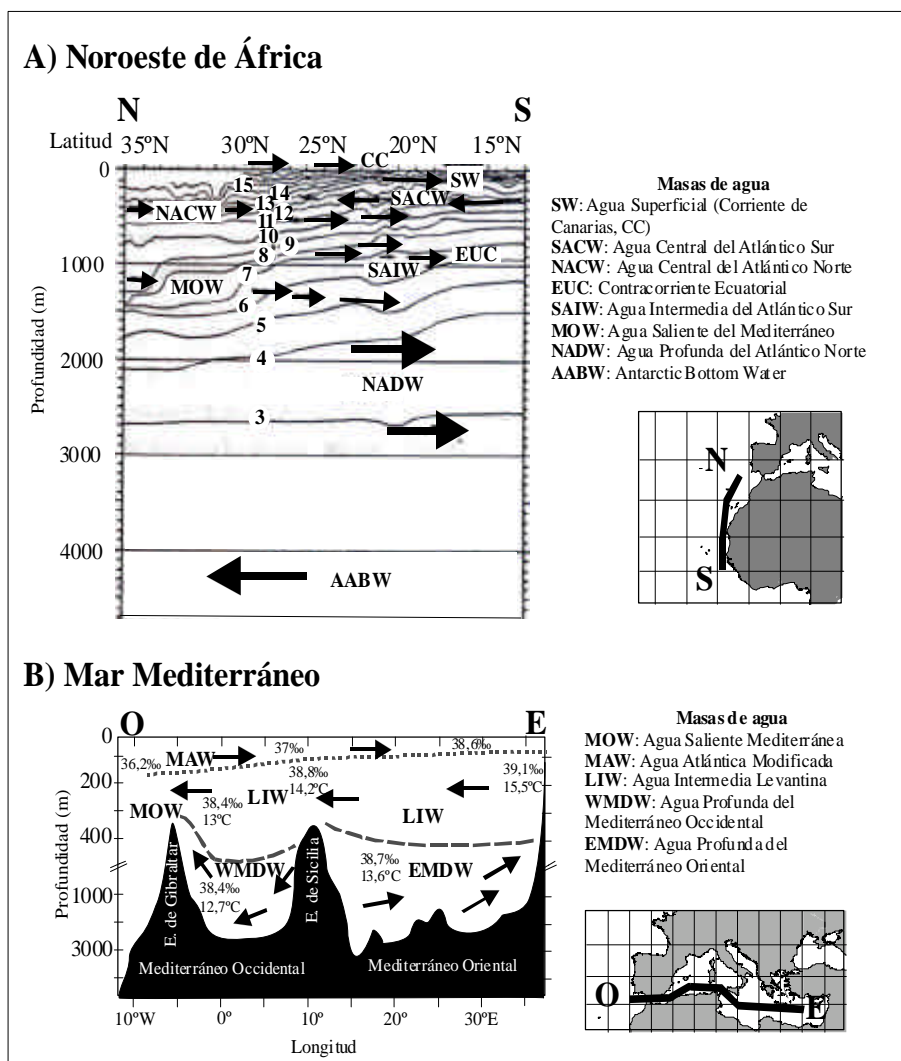 A) Noroeste de África
N S
Latitud 35ºN 30ºN 25ºN 20ºN 15ºN
Profundidad (m)
0
1000
2000
3000
4000
CC
SW
15
14
SACW
NACW
13
12
11
10
9
8
EUC
SAIW
7
MOW
6
5
4
NADW
3
AABW
Masas de agua
SW: Agua Superficial (Corriente de
Canarias, CC)
SACW: Agua Central del Atlántico Sur
NACW: Agua Central del Atlántico Norte
EUC: Contracorriente Ecuatorial
SAIW: Agua Intermedia del Atlántico Sur
MOW: Agua Saliente del Mediterráneo
NADW: Agua Profunda del Atlántico Norte
AABW: Antarctic Bottom Water
N
S
B) Mar Mediterráneo
O E
Profundidad (m)
0
200
400
1000
3000
36,2‰ MAW 37‰ 38,6‰
38,8‰
14,2ºC
39,1‰
15,5ºC
MOW
38,4‰
13ºC
LIW
LIW
WMDW
38,4‰
12,7ºC
38,7‰
13,6ºC
EMDW
E. de Gibraltar
E. de Sicilia
Mediterráneo Occidental
Mediterráneo Oriental
10ºW 0º 10ºE 20ºE 30ºE
Longitud
Masas de agua
MOW: Agua Saliente Mediterránea
MAW: Agua Atlántica Modificada
LIW: Agua Intermedia Levantina
WMDW: Agua Profunda del
Mediterráneo Occidental
EMDW: Agua Profunda del
Mediterráneo Oriental
O
E